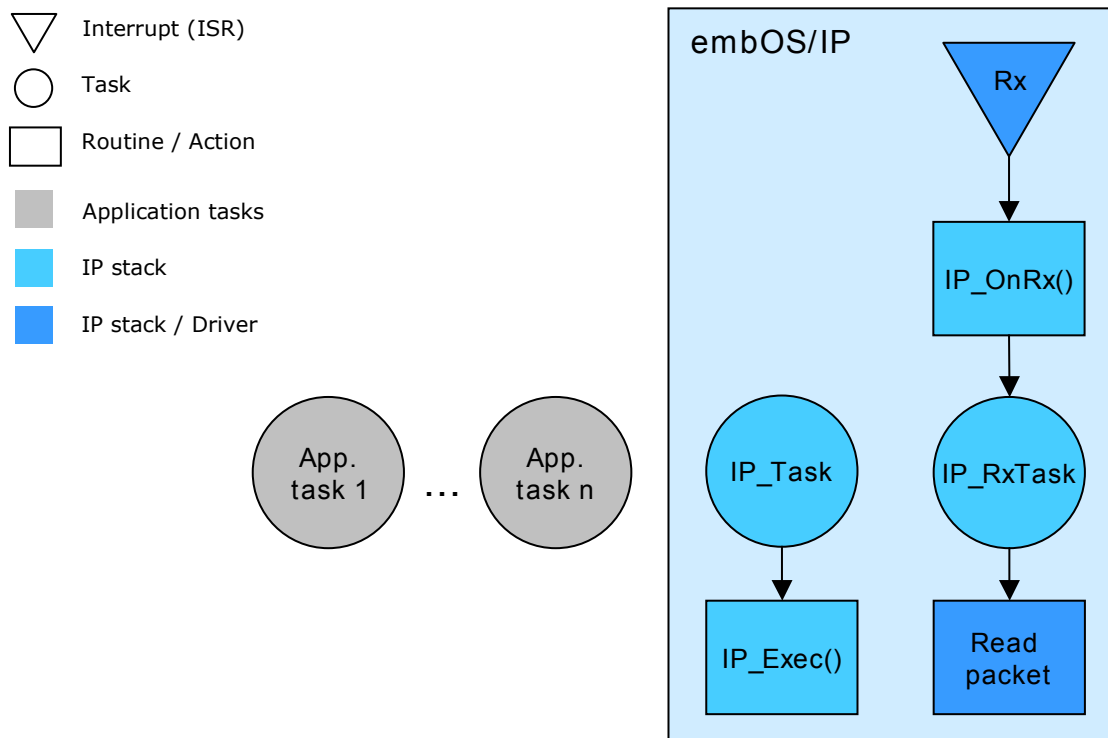 Interrupt (ISR)
Task
Routine / Action
Application tasks
IP stack
IP stack / Driver
embOS/IP
Rx
IP_OnRx()
App.
task 1
...
App.
task n
IP_Task
IP_RxTask
IP_Exec()
Read
packet